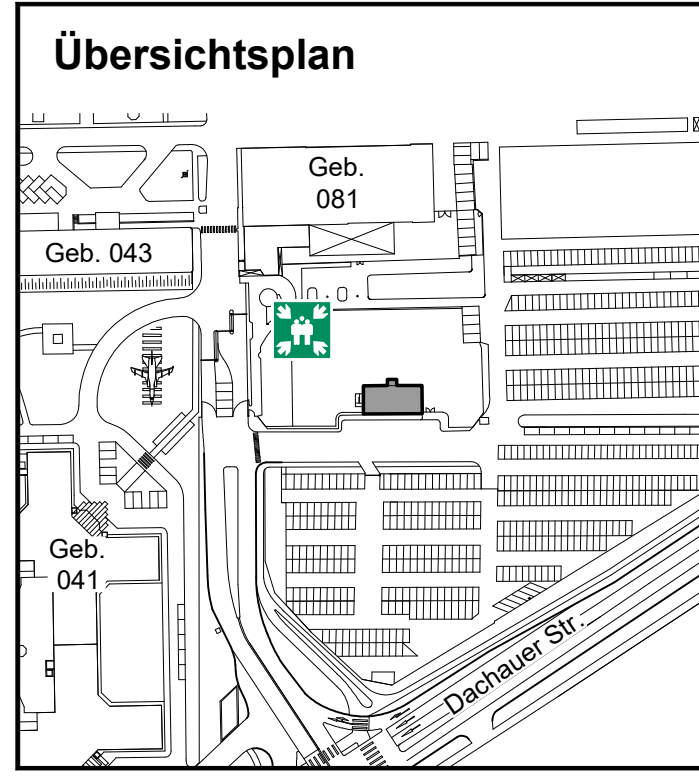 Übersichtsplan
Geb.
081
Geb. 043
Geb.
041
Dachauer Str.